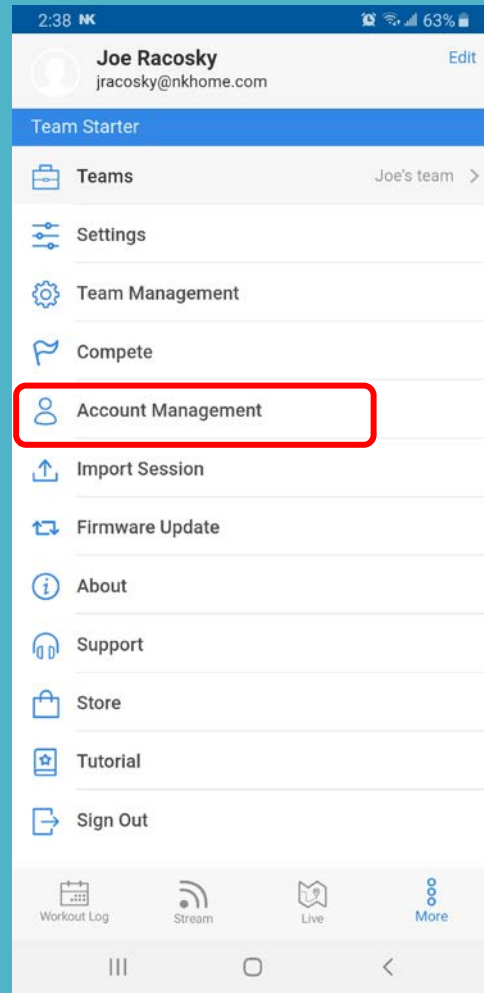 2:38 NK 63%
Joe Racosky Edit
jracosky@nkhome.com
Team Starter
Teams Joe's team
Settings
Team Management
Compete
Account Management
Import Session
Firmware Update
About
Support
Store
Tutorial
Sign Out
Workout Log Stream Live More